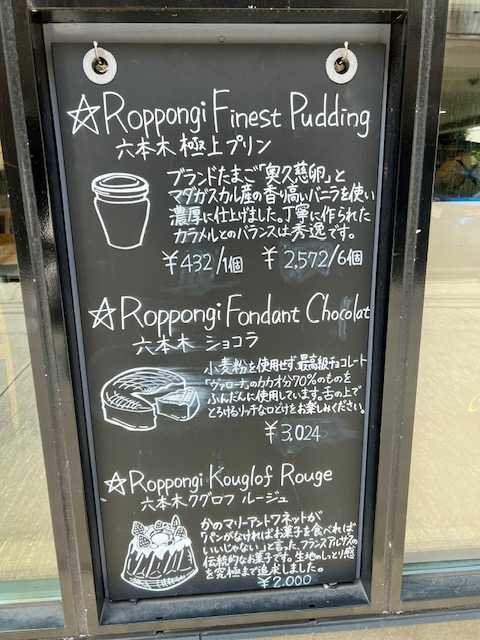 ☆Roppongi Finest Pudding
六本木 極上プリン
ブランドたまご「奥久慈卵」と
マダガスカル産の香り高いバニラを使い
濃厚に仕上げました。丁寧に作られた
カラメルとのバランスは秀逸です。
￥432/1個 ￥2,572/6個
☆Roppongi Fondant Chocolat
六本木 ショコラ
小麦粉を使用せず、最高級チョコレート
「ヴァローナ」のカカオ分70%のものを
ふんだんに使用しています。舌の上で
とろけるリッチな口どけをお楽しみください。
￥3,024
☆Roppongi Kouglof Rouge
六本木クグロフ ルージュ
かのマリーアントワネットが
「パンがなければお菓子を食べれば
いいじゃない」と言った、フランスアルザスの
伝統的なお菓子です。生地のしっとり感
を究極まで追求しました。
￥2.000